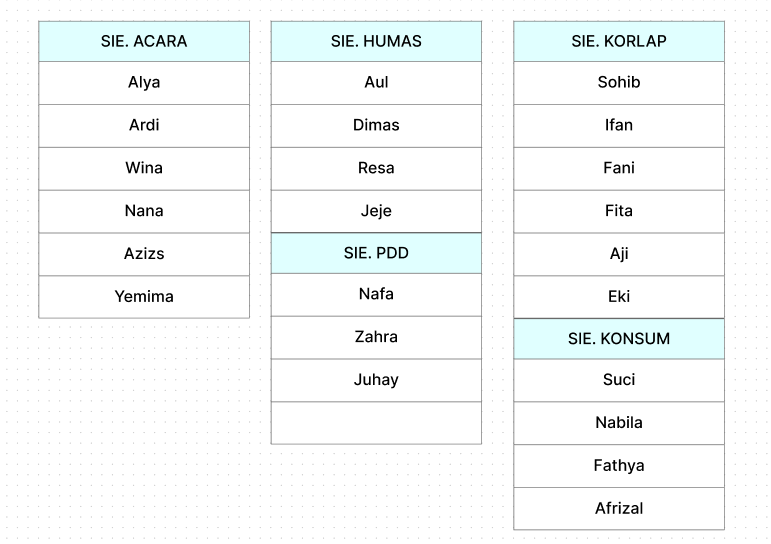 SIE. ACARA
Alya
Ardi
Wina
Nana
Azizs
Yemima
SIE. HUMAS
Aul
Dimas
Resa
Jeje
SIE. PDD
Nafa
Zahra
Juhay
SIE. KORLAP
Sohib
Ifan
Fani
Fita
Aji
Eki
SIE. KONSUM
Suci
Nabila
Fathya
Afrizal